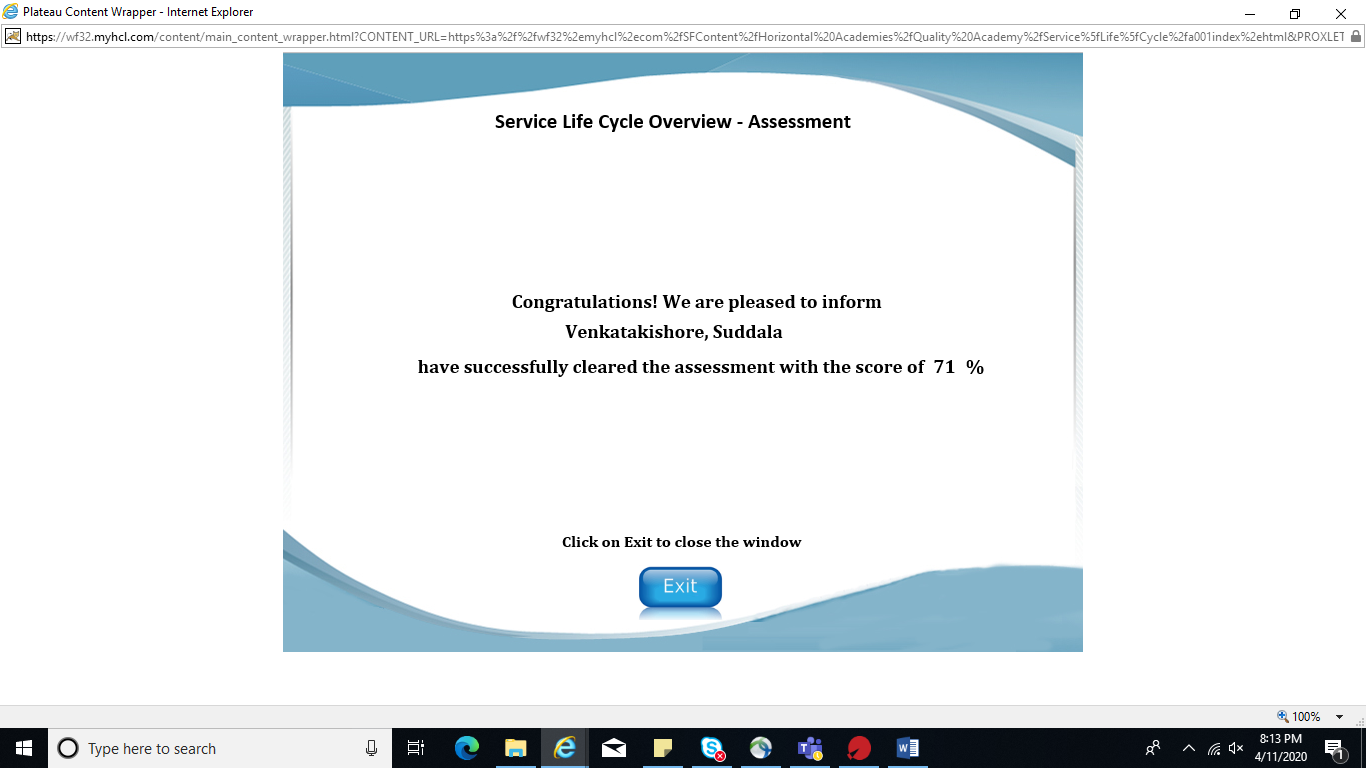 Plateau Content Wrapper - Internet Explorer
https://wf32.myhcl.com/content/main_content_wrapper.html?CONTENT_URL=https%3a%2f%2fwf32%2emyhcl%2ecom%2fSFContent%2fHorizontal%20Academies%2fQuality%20Academy%2fService%5fLife%5fCycle%2fa001index%2ehtml&PROXLET
Service Life Cycle Overview - Assessment
Congratulations! We are pleased to inform
Venkatakishore, Suddala
have successfully cleared the assessment with the score of 71 %
Click on Exit to close the window
Exit
100%
Type here to search
8:13 PM
4/11/2020
1